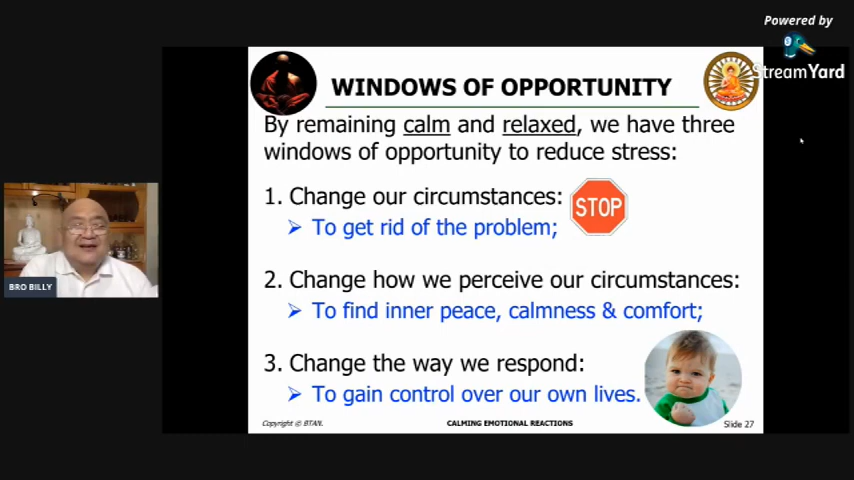 Powered by
StreamYard
WINDOWS OF OPPORTUNITY
By remaining calm and relaxed, we have three
windows of opportunity to reduce stress:
1. Change our circumstances:
STOP
➤ To get rid of the problem;
2. Change how we perceive our circumstances:
➤ To find inner peace, calmness & comfort;
3. Change the way we respond:
➤ To gain control over our own lives.
BRO BILLY
Copyright © BTAN.
CALMING EMOTIONAL REACTIONS
Slide 27